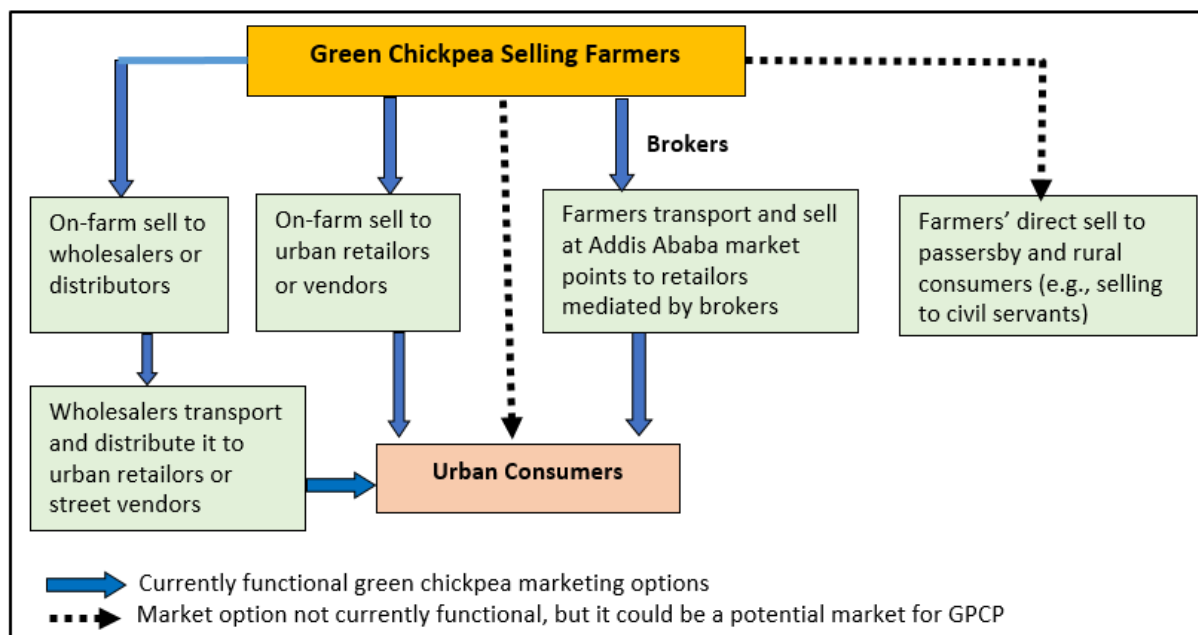 Green Chickpea Selling Farmers
Brokers
On-farm sell to
wholesalers or
distributors
On-farm sell to
urban retailors
or vendors
Farmers transport and sell
at Addis Ababa market
points to retailors
mediated by brokers
Farmers’ direct sell to
passersby and rural
consumers (e.g., selling
to civil servants)
Wholesalers transport
and distribute it to
urban retailors or
street vendors
Urban Consumers
Currently functional green chickpea marketing options
Market option not currently functional, but it could be a potential market for GPCP